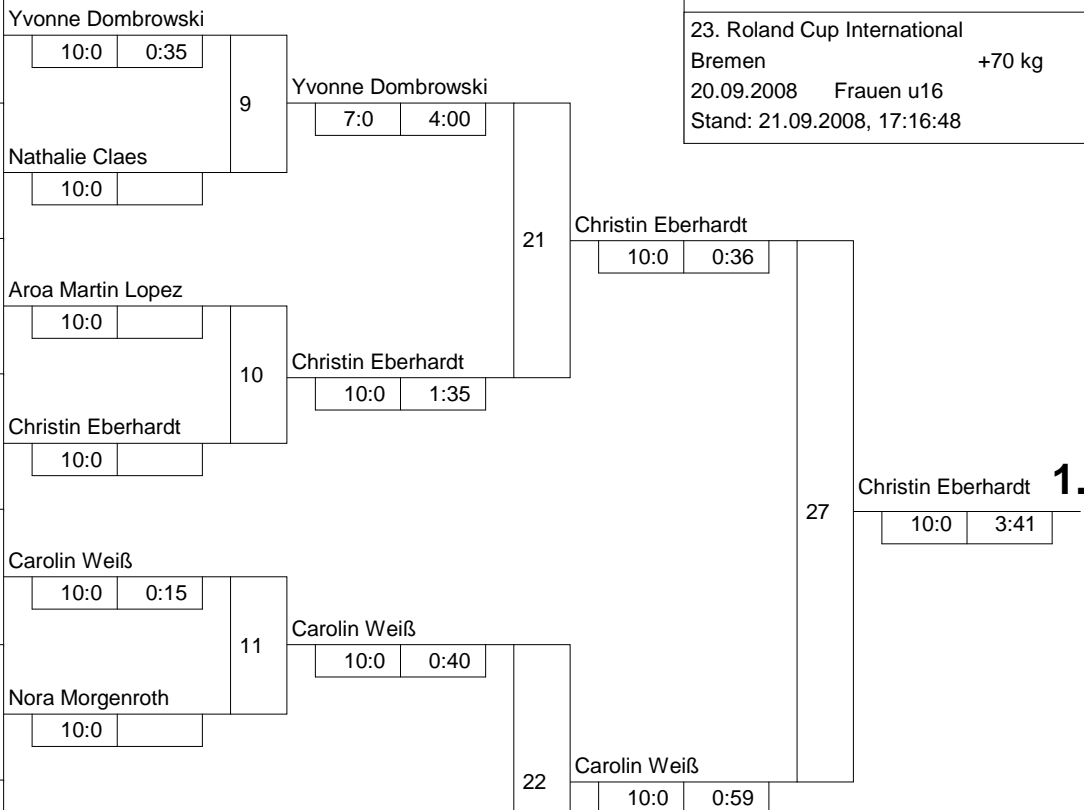 Yvonne Dombrowski
10:0 0:35
9
Nathalie Claes
10:0
Aroa Martin Lopez
10:0
10
Christin Eberhardt
10:0
Carolin Weiß
10:0 0:15
11
Nora Morgenroth
10:0
Yvonne Dombrowski
7:0 4:00
21
Christin Eberhardt
10:0 1:35
Carolin Weiß
10:0 0:40
22
Christin Eberhardt
10:0 0:36
27
Carolin Weiß
10:0 0:59
Christin Eberhardt 1.
10:0 3:41
23. Roland Cup International
Bremen +70 kg
20.09.2008 Frauen u16
Stand: 21.09.2008, 17:16:48